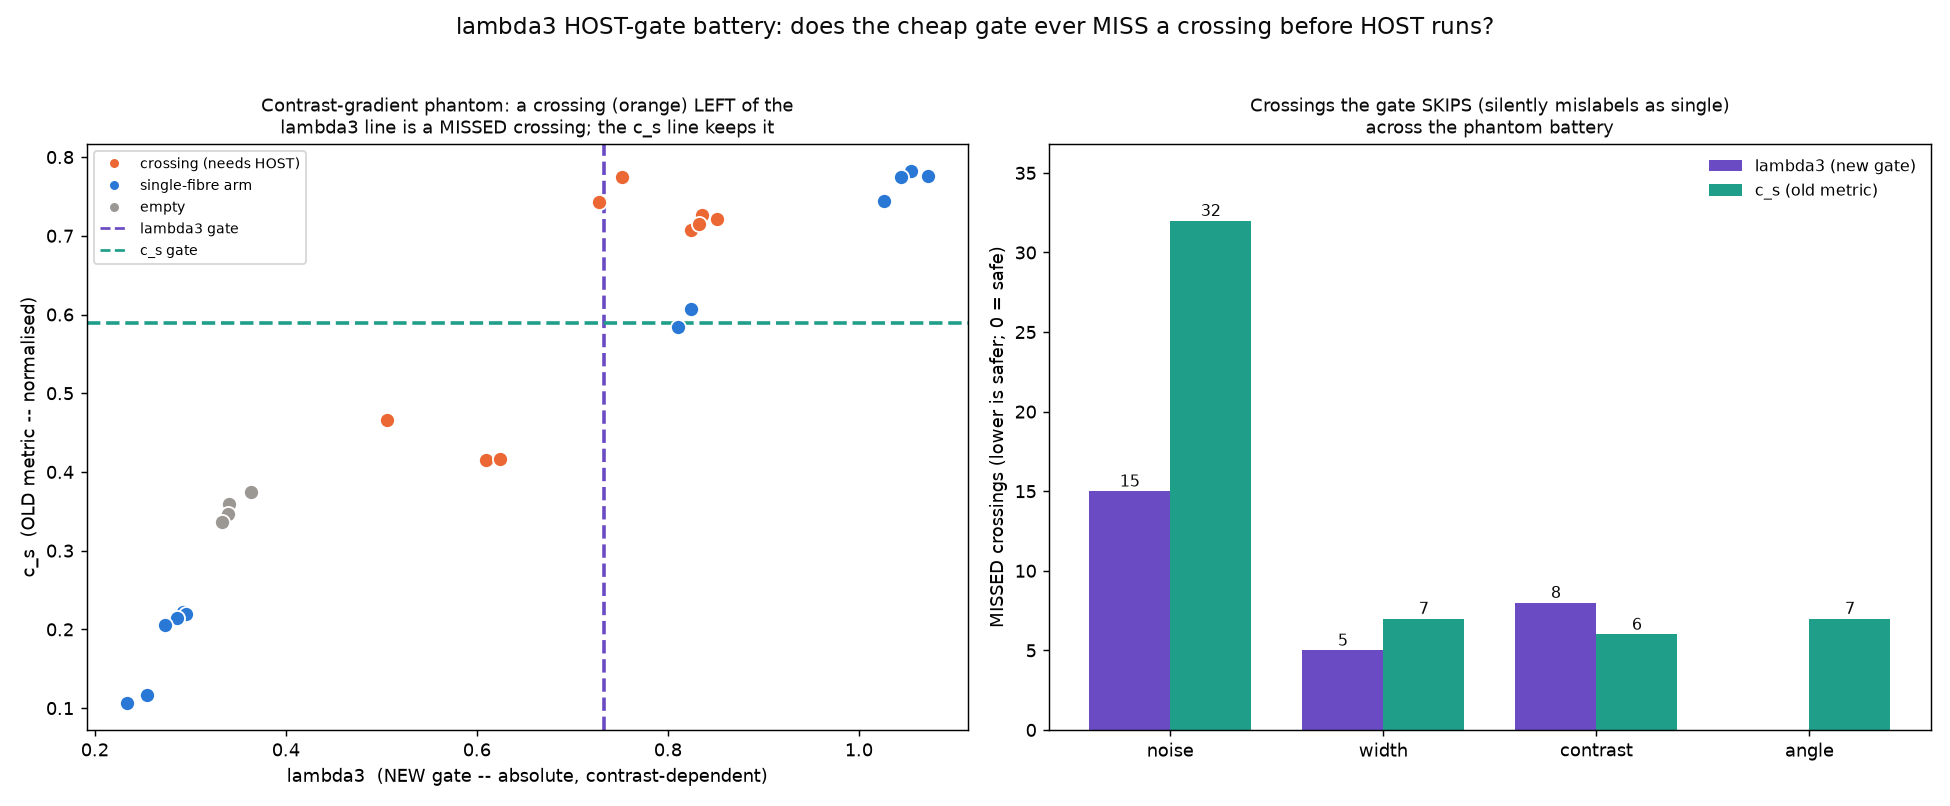 lambda3 HOST-gate battery: does the cheap gate ever MISS a crossing before HOST runs?
Contrast-gradient phantom: a crossing (orange) LEFT of the
lambda3 line is a MISSED crossing; the c_s line keeps it
crossing (needs HOST)
single-fibre arm
empty
lambda3 gate
c_s gate
c_s  (OLD metric -- normalised)
0.8
0.7
0.6
0.5
0.4
0.3
0.2
0.1
0.2
0.4
0.6
0.8
1.0
lambda3  (NEW gate -- absolute, contrast-dependent)
Crossings the gate SKIPS (silently mislabels as single)
across the phantom battery
lambda3 (new gate)
c_s (old metric)
MISSED crossings (lower is safer; 0 = safe)
35
30
25
20
15
10
5
0
15
32
5
7
8
6
7
noise
width
contrast
angle